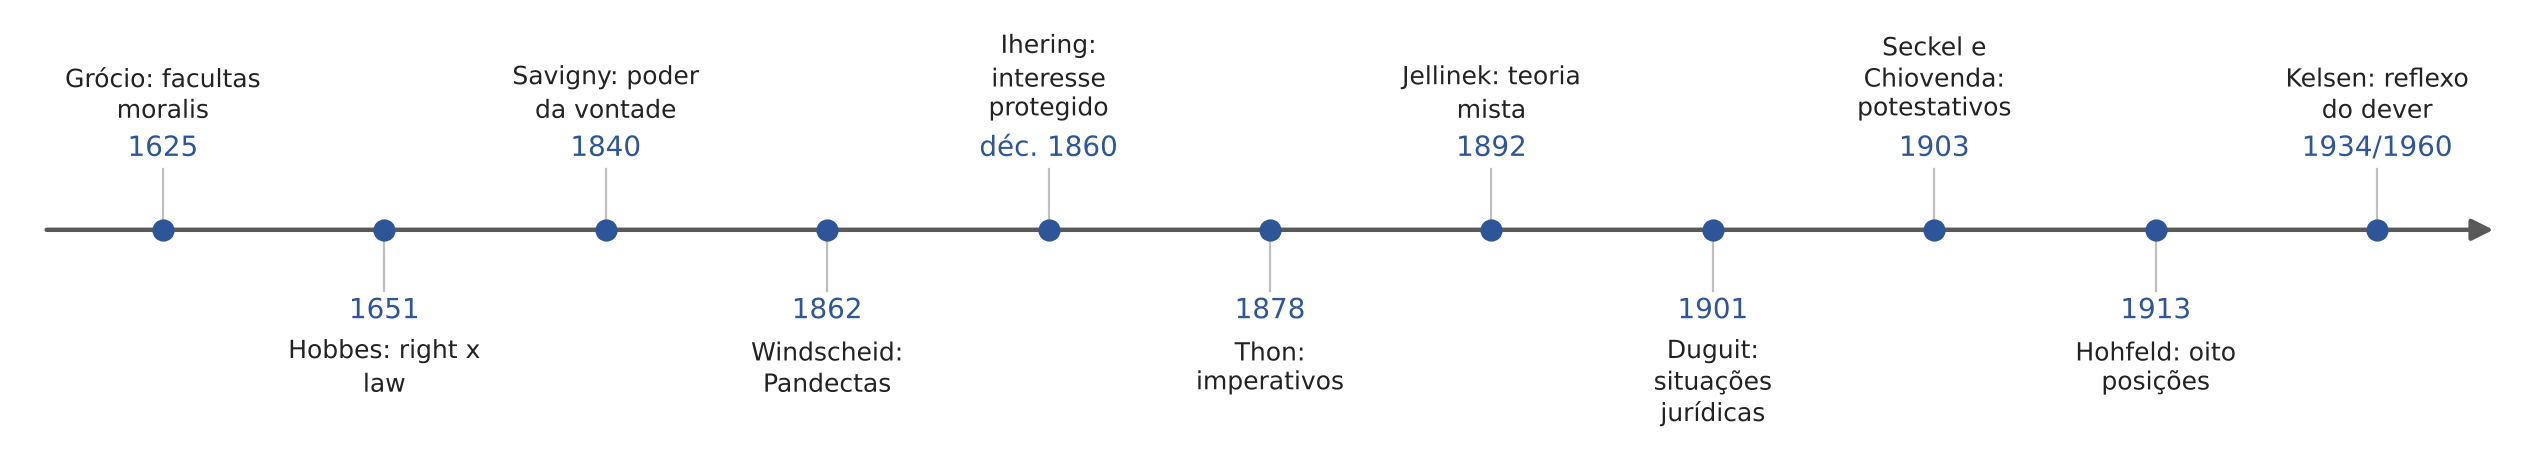 Grócio: facultas
moralis
1625
1651
Hobbes: right x
law
Savigny: poder
da vontade
1840
1862
Windscheid:
Pandectas
Ihering:
interesse
protegido
déc. 1860
1878
Thon:
imperativos
Jellinek: teoria
mista
1892
1901
Duguit:
situações
jurídicas
Seckel e
Chiovenda:
potestativos
1903
1913
Hohfeld: oito
posições
Kelsen: reflexo
do dever
1934/1960